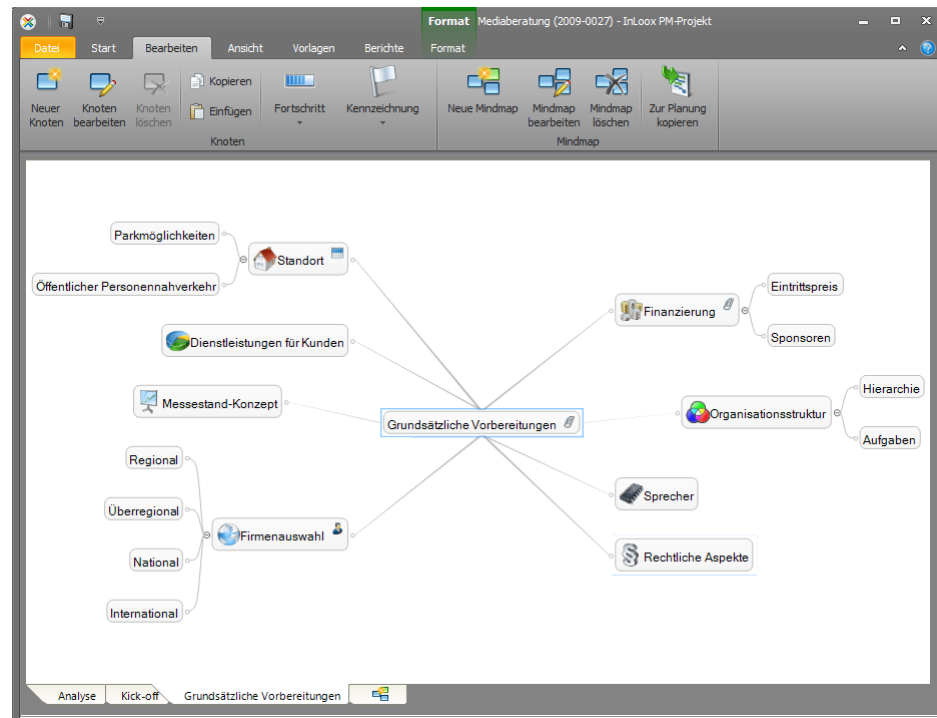 Format Mediaberatung (2009-0027) - InLoox PM-Projekt
Datei Start Bearbeiten Ansicht Vorlagen Berichte Format
Neuer Knoten
Knoten bearbeiten
Knoten löschen
Kopieren
Einfügen
Fortschritt
Kennzeichnung
Neue Mindmap
Mindmap bearbeiten
Mindmap löschen
Zur Planung kopieren
Knoten
Mindmap
Parkmöglichkeiten
Standort
Öffentlicher Personennahverkehr
Dienstleistungen für Kunden
Messestand-Konzept
Regional
Überregional
Firmenauswahl
National
International
Grundsätzliche Vorbereitungen
Finanzierung
Eintrittspreis
Sponsoren
Organisationsstruktur
Hierarchie
Aufgaben
Sprecher
Rechtliche Aspekte
Analyse Kick-off Grundsätzliche Vorbereitungen